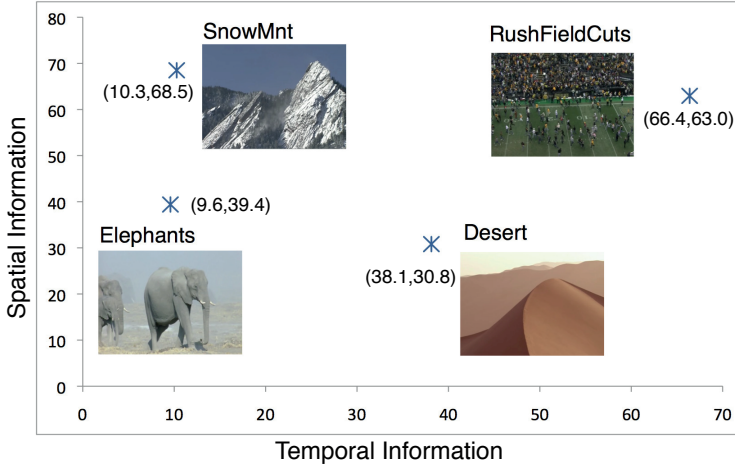 80
SnowMnt
RushFieldCuts
70
(10.3,68.5)
(66.4,63.0)
60
50
Spatial Information
40
(9.6,39.4)
Elephants
Desert
30
(38.1,30.8)
20
10
0
0 10 20 30 40 50 60 70
Temporal Information